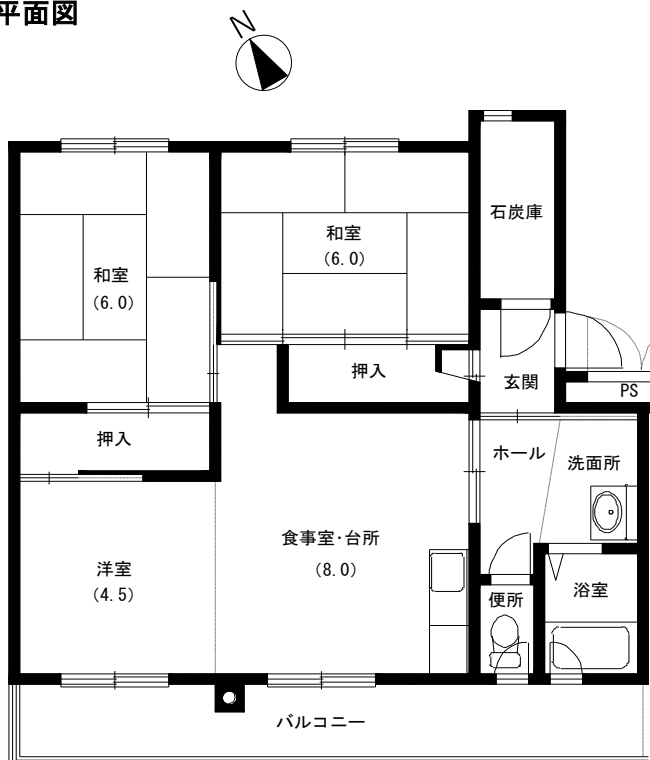 平面図
N
石炭庫
和室
(6.0)
和室
(6.0)
押入
玄関
PS
押入
ホール
洗面所
食事室・台所
(8.0)
洋室
(4.5)
浴室
便所
バルコニー